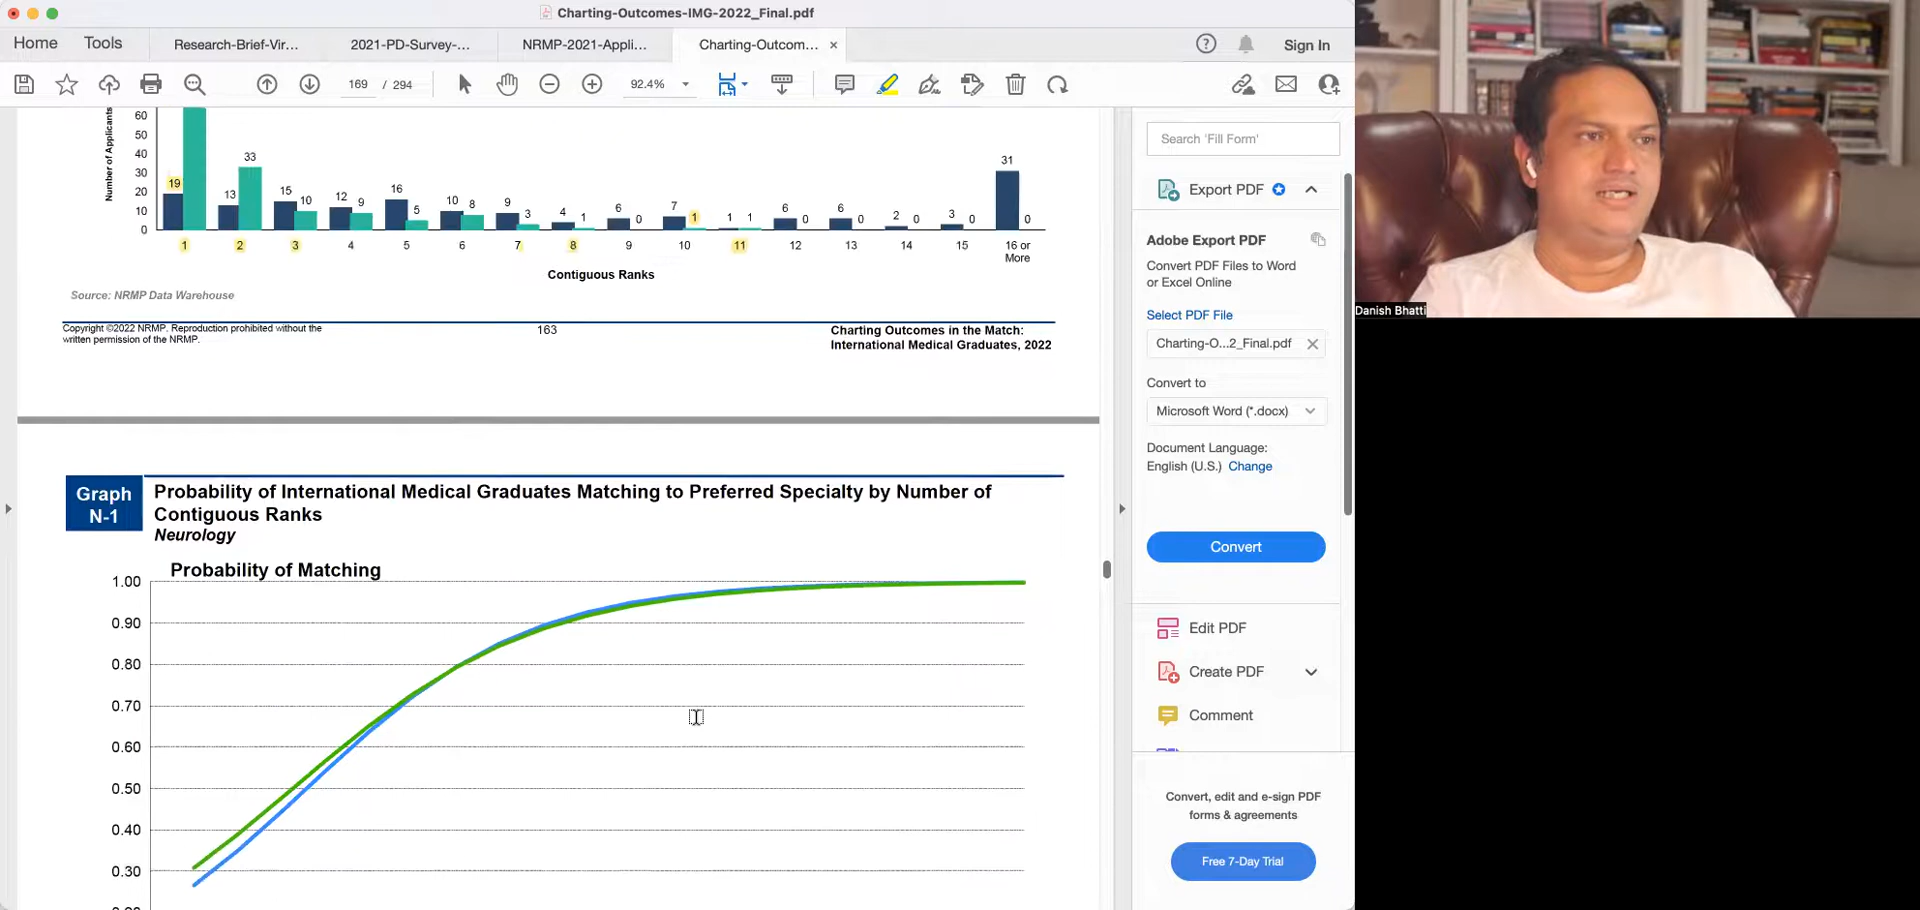 Charting-Outcomes-IMG-2022_Final.pdf
Home
Tools
Research-Brief-Vir...
2021-PD-Survey-...
NRMP-2021-Appli...
Charting-Outcom... ×
Sign In
169 / 294
92.4%
Number of Applicants
60
50
40
30
20
10
0
19 13 33 15 10 12 9 16 5 10 8 9 3 4 1 6 0 7 1 1 1 6 0 6 0 2 0 3 0 31 0
1 2 3 4 5 6 7 8 9 10 11 12 13 14 15 16 or
More
Contiguous Ranks
Source: NRMP Data Warehouse
Copyright ©2022 NRMP. Reproduction prohibited without the
written permission of the NRMP.
163
Charting Outcomes in the Match:
International Medical Graduates, 2022
Graph
N-1
Probability of International Medical Graduates Matching to Preferred Specialty by Number of
Contiguous Ranks
Neurology
Probability of Matching
1.00
0.90
0.80
0.70
0.60
0.50
0.40
0.30
Search 'Fill Form'
Export PDF
Adobe Export PDF
Convert PDF Files to Word
or Excel Online
Select PDF File
Charting-O...2_Final.pdf
Convert to
Microsoft Word (*.docx)
Document Language:
English (U.S.) Change
Convert
Edit PDF
Create PDF
Comment
Convert, edit and e-sign PDF
forms & agreements
Free 7-Day Trial
Danish Bhatti